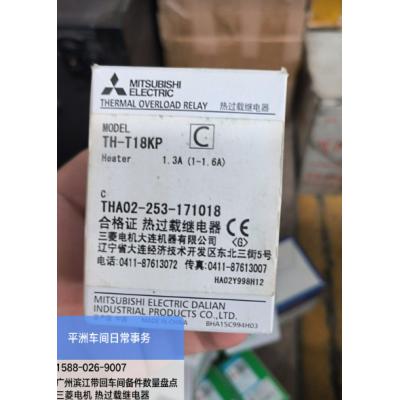 MITSUBISHI
ELECTRIC
THERMAL OVERLOAD RELAY 热过载继电器
MODEL
TH-T18KP C
Heater 1.3A (1-1.6A)
C
THA02-253-171018
合格证 热过载继电器 CE
三菱电机大连机器有限公司 <G>
辽宁省大连经济技术开发区东北三街5号
电话:0411-87613072 传真:0411-87613007
HA02Y998H12
MITSUBISHI ELECTRIC DALIAN
INDUSTRIAL PRODUCTS CO.,LTD.
MADE IN CHINA BHA15C994H03
平洲车间日常事务
1588-026-9007
广州滨江带回车间备件数量盘点
三菱电机 热过载继电器